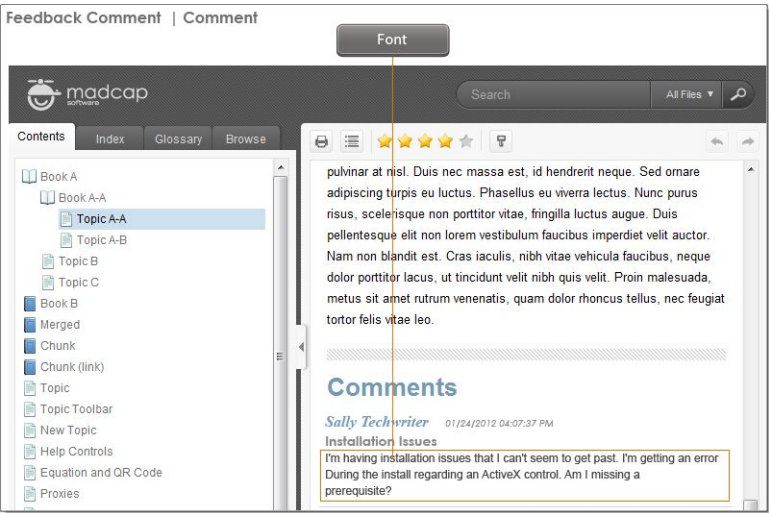 Feedback Comment | Comment
Font
madcap
software
Search
All Files
Contents
Index
Glossary
Browse
Book A
Book A-A
Topic A-A
Topic A-B
Topic B
Topic C
Book B
Merged
Chunk
Chunk (link)
Topic
Topic Toolbar
New Topic
Help Controls
Equation and QR Code
Proxies
pulvinar at nisl. Duis nec massa est, id hendrerit neque. Sed ornare
adipiscing turpis eu luctus. Phasellus eu viverra lectus. Nunc purus
risus, scelerisque non porttitor vitae, fringilla luctus augue. Duis
pellentesque elit non lorem vestibulum faucibus imperdiet velit auctor.
Nam non blandit est. Cras iaculis, nibh vitae vehicula faucibus, neque
dolor porttitor lacus, ut tincidunt velit nibh quis velit. Proin malesuada,
metus sit amet rutrum venenatis, quam dolor rhoncus tellus, nec feugiat
tortor felis vitae leo.
Comments
Sally Techwriter 01/24/2012 04:07:37 PM
Installation Issues
I'm having installation issues that I can't seem to get past. I'm getting an error
During the install regarding an ActiveX control. Am I missing a
prerequisite?